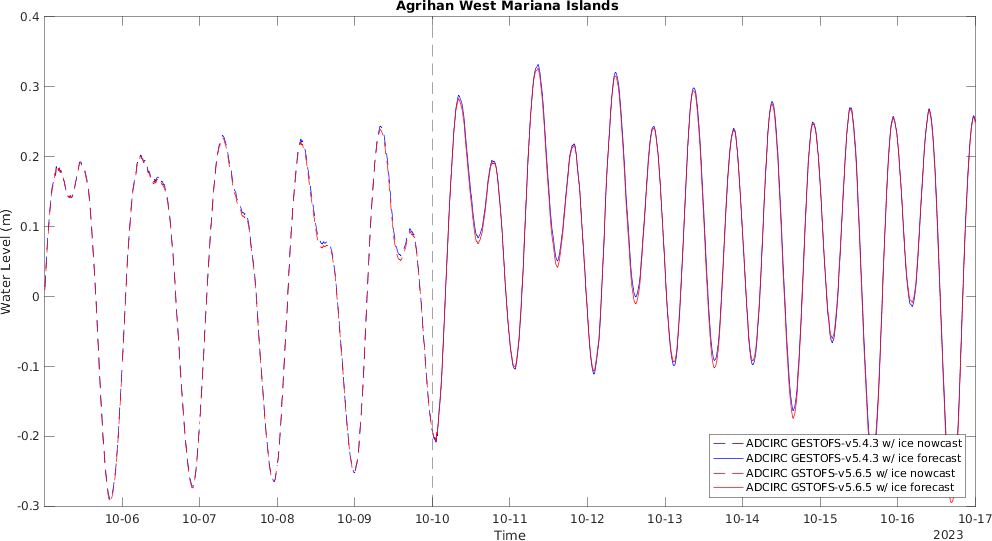 Agrihan West Mariana Islands
0.4
0.3
0.2
0.1
0
-0.1
-0.2
-0.3
Water Level (m)
10-06 10-07 10-08 10-09 10-10 10-11 10-12 10-13 10-14 10-15 10-16 10-17
Time
2023
ADCIRC GESTOFS-v5.4.3 w/ ice nowcast
ADCIRC GESTOFS-v5.4.3 w/ ice forecast
ADCIRC GSTOFS-v5.6.5 w/ ice nowcast
ADCIRC GSTOFS-v5.6.5 w/ ice forecast